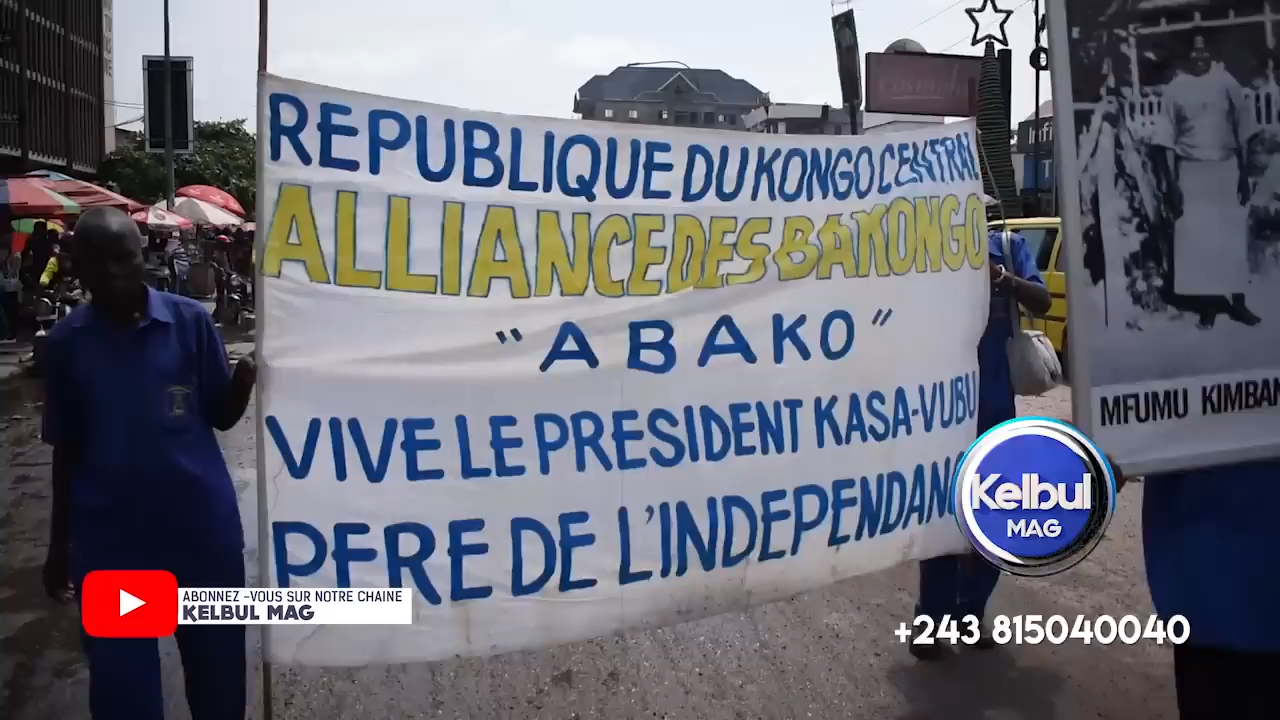 REPUBLIQUE DU KONGO CENTRAL
ALLIANCE DES BAKONGO
"ABAKO"
VIVE LE PRESIDENT KASA-VUBU
PERE DE L'INDEPENDANC
MFUMU KIMBAN
Kelbul
MAG
ABONNEZ -VOUS SUR NOTRE CHAINE
KELBUL MAG
+243 815040040